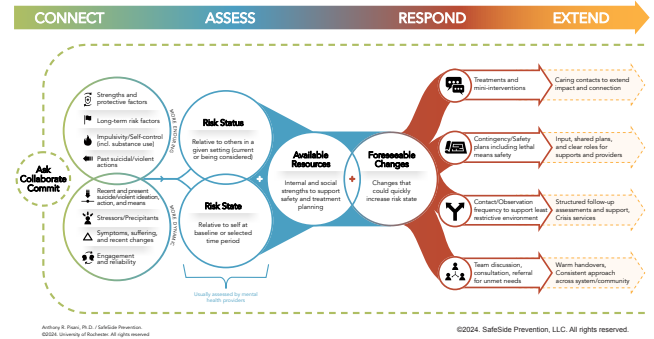 CONNECT
ASSESS
RESPOND
EXTEND
Ask
Collaborate
Commit
Strengths and
protective factors
Long-term risk factors
Impulsivity/Self-control
(incl. substance use)
Past suicidal/violent
actions
MORE ENDURING
Recent and present
suicide/violent ideation,
action, and means
Stressors/Precipitants
Symptoms, suffering,
and recent changes
Engagement
and reliability
MORE DYNAMIC
Risk Status
Relative to others in a
given setting (current
or being considered)
Risk State
Relative to self at
baseline or selected
time period
Usually assessed by mental
health providers
+
Available
Resources
Internal and social
strengths to support
safety and treatment
planning
+
Foreseeable
Changes
Changes that
could quickly
increase risk state
Treatments and
mini-interventions
Caring contacts to extend
impact and connection
Contingency/Safety
plans including lethal
means safety
Input, shared plans,
and clear roles for
supports and providers
Contact/Observation
frequency to support least
restrictive environment
Structured follow-up
assessments and support,
Crisis services
Team discussion,
consultation, referral
for unmet needs
Warm handovers,
Consistent approach
across system/community
Anthony R. Pisani, Ph.D. / SafeSide Prevention.
©2024. University of Rochester. All rights reserved
©2024. SafeSide Prevention, LLC. All rights reserved.